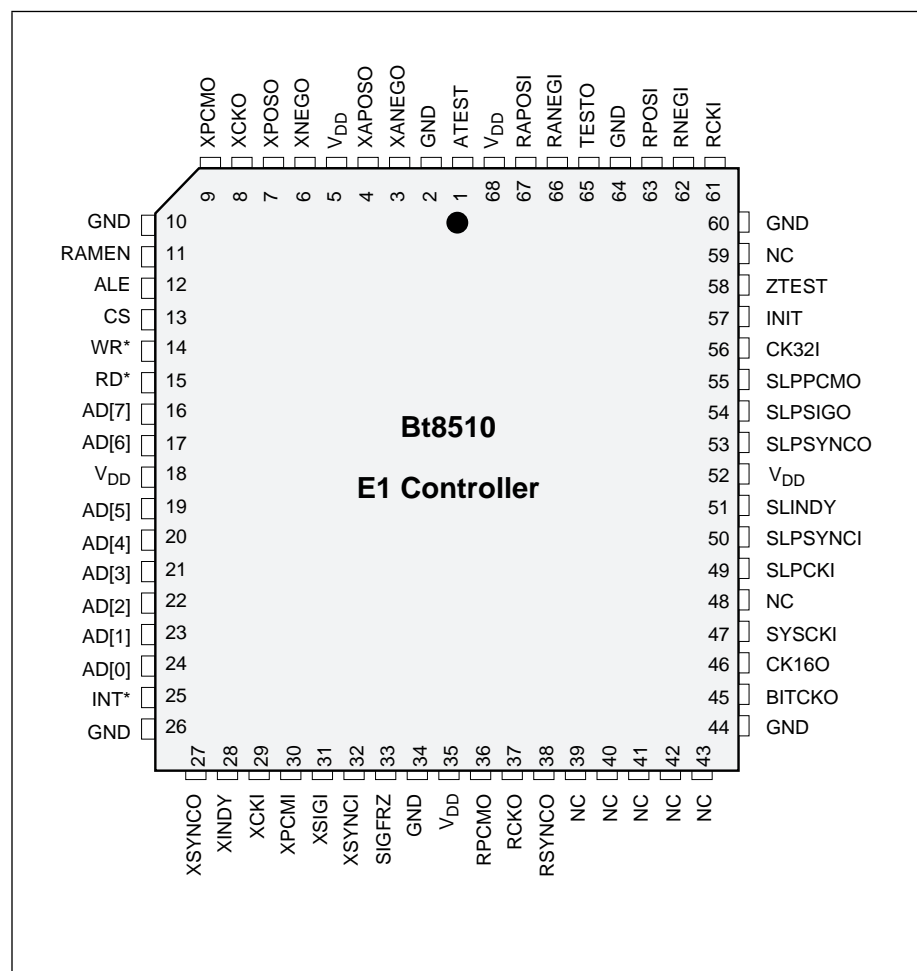 XPCMO XCKO XPOSO XNEGO VDD XAPOSO XANEGO GND ATEST VDD RAPOSI RANEGI TESTO GND RPOSI RNEGI RCKI
9 8 7 6 5 4 3 2 1 68 67 66 65 64 63 62 61
GND 10 60 GND
RAMEN 11 59 NC
ALE 12 58 ZTEST
CS 13 57 INIT
WR* 14 56 CK32I
RD* 15 55 SLPPCMO
AD[7] 16 54 SLPSIGO
AD[6] 17 53 SLPSYNCO
VDD 18 52 VDD
AD[5] 19 51 SLINDY
AD[4] 20 50 SLPSYNCI
AD[3] 21 49 SLPCKI
AD[2] 22 48 NC
AD[1] 23 47 SYSCKI
AD[0] 24 46 CK16O
INT* 25 45 BITCKO
GND 26 44 GND
Bt8510
E1 Controller
27 28 29 30 31 32 33 34 35 36 37 38 39 40 41 42 43
XSYNCO XINDY XCKI XPCMI XSIGI XSYNCI SIGFRZ GND VDD RPCMO RCKO RSYNCO NC NC NC NC NC